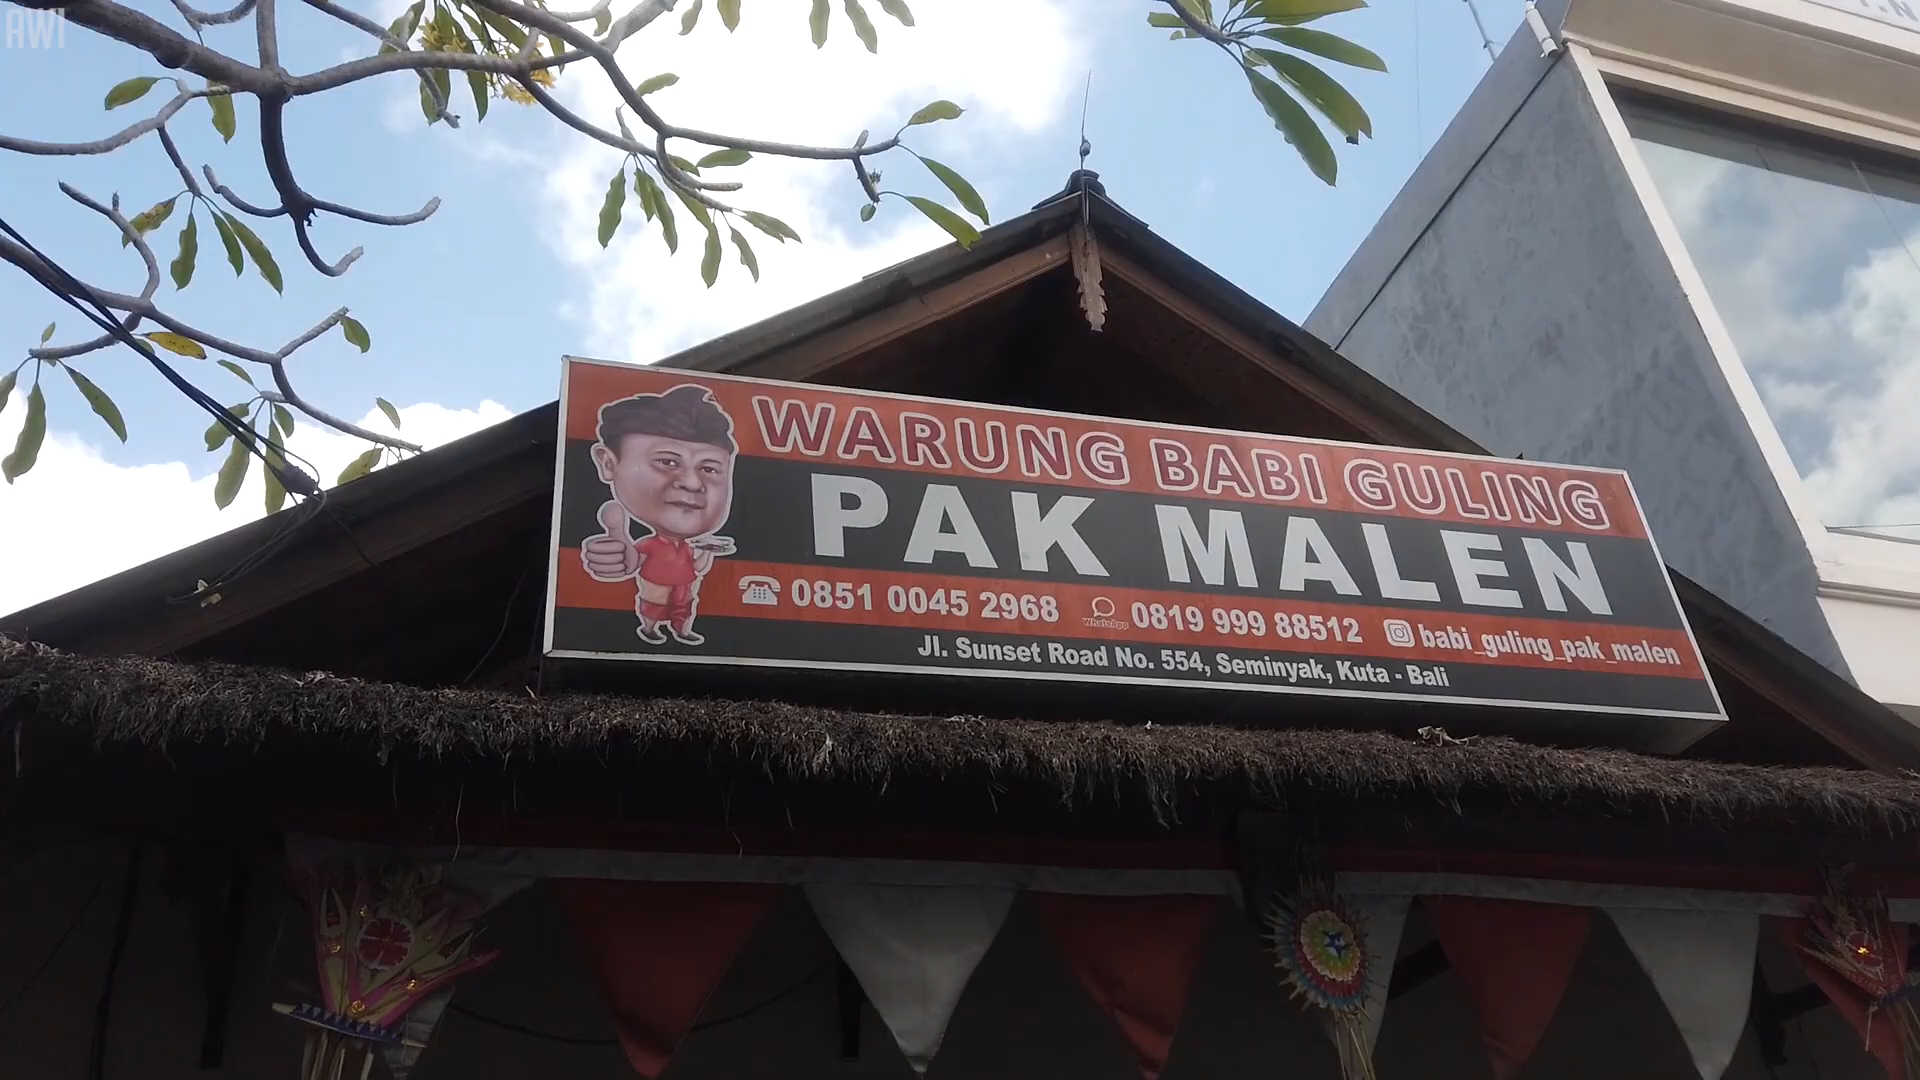 AWI
WARUNG BABI GULING
PAK MALEN
0851 0045 2968 WhatsApp 0819 999 88512 babi_guling_pak_malen
Jl. Sunset Road No. 554, Seminyak, Kuta - Bali